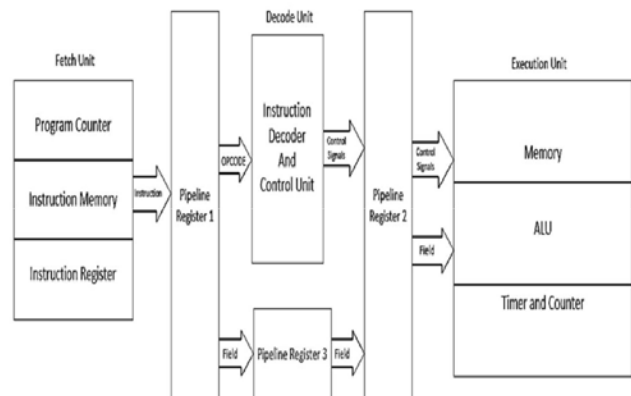 Decode Unit
Fetch Unit
Execution Unit
Program Counter
Instruction Memory
Instruction Register
Instruction
Pipeline
Register 1
OPCODE
Instruction
Decoder
And
Control Unit
Control
Signals
Field
Pipeline Register 3
Field
Pipeline
Register 2
Control
Signals
Field
Memory
ALU
Timer and Counter